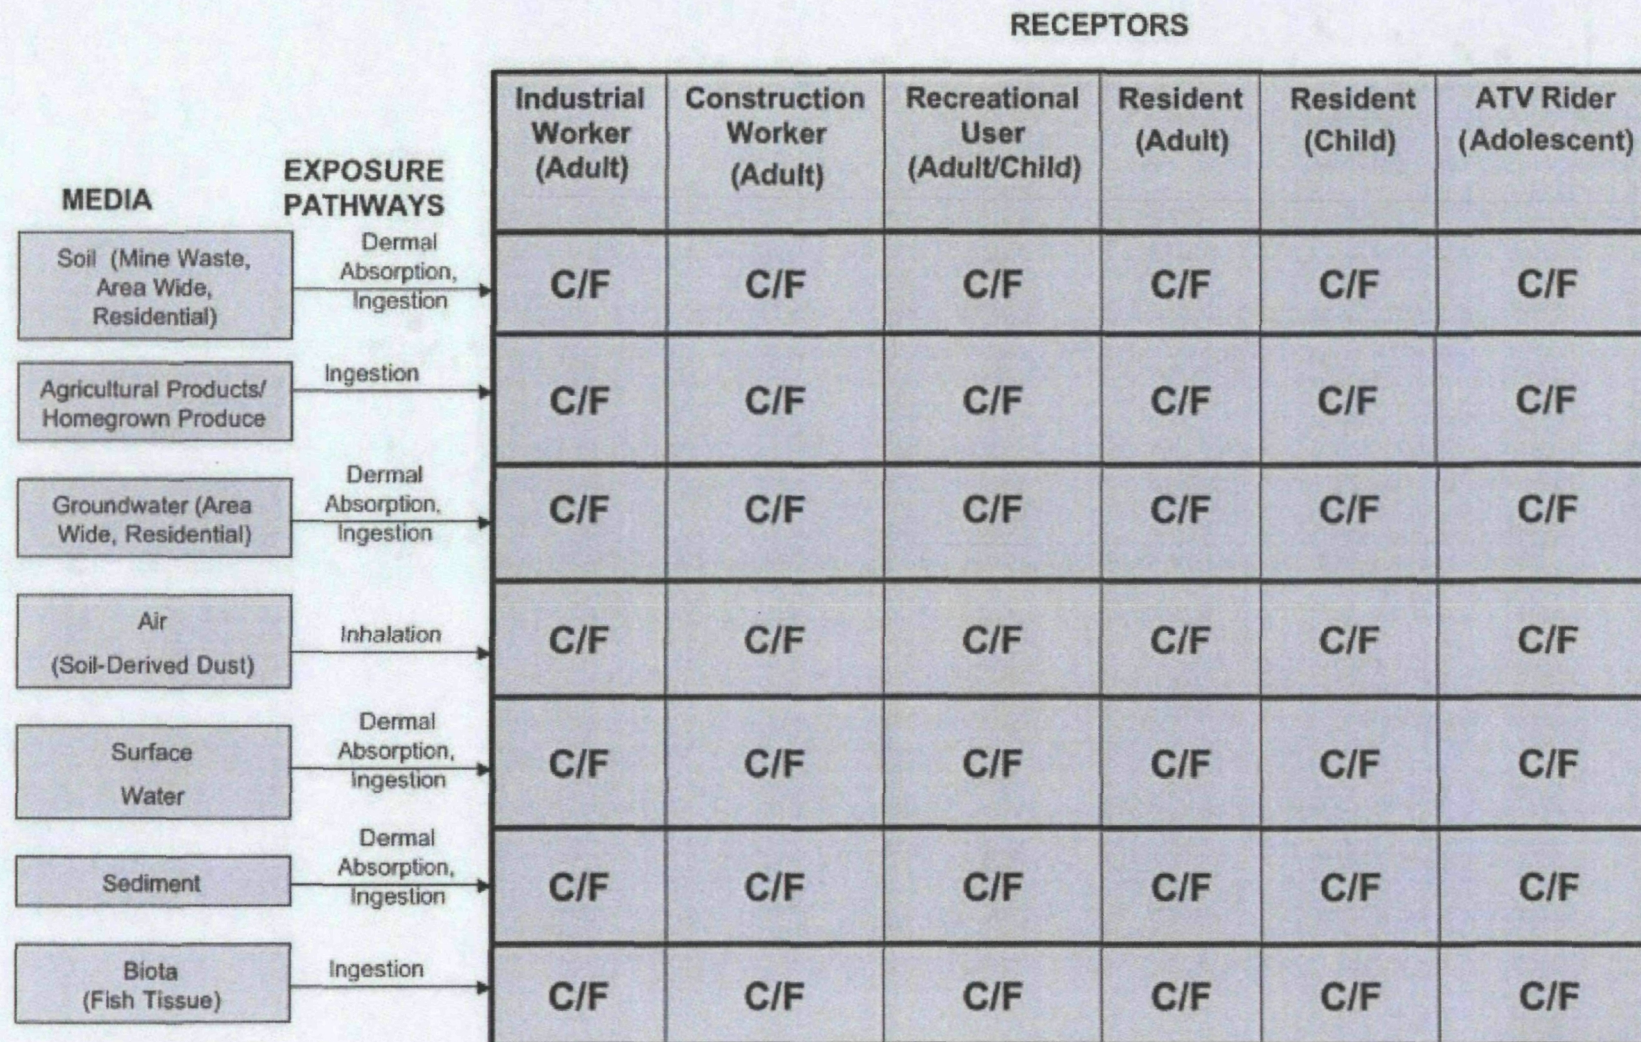 RECEPTORS
MEDIA
EXPOSURE
PATHWAYS
Industrial
Worker
(Adult)
Construction
Worker
(Adult)
Recreational
User
(Adult/Child)
Resident
(Adult)
Resident
(Child)
ATV Rider
(Adolescent)
Soil (Mine Waste,
Area Wide,
Residential)
Dermal
Absorption,
Ingestion
C/F C/F C/F C/F C/F C/F
Agricultural Products/
Homegrown Produce
Ingestion
C/F C/F C/F C/F C/F C/F
Groundwater (Area
Wide, Residential)
Dermal
Absorption,
Ingestion
C/F C/F C/F C/F C/F C/F
Air
(Soil-Derived Dust)
Inhalation
C/F C/F C/F C/F C/F C/F
Surface
Water
Dermal
Absorption,
Ingestion
C/F C/F C/F C/F C/F C/F
Sediment
Dermal
Absorption,
Ingestion
C/F C/F C/F C/F C/F C/F
Biota
(Fish Tissue)
Ingestion
C/F C/F C/F C/F C/F C/F